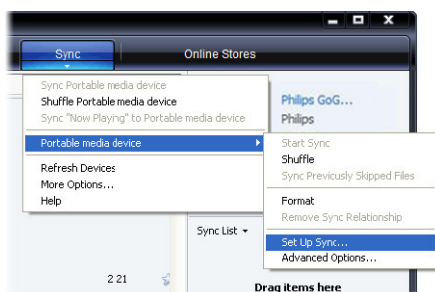 Sync
Online Stores
Sync Portable media device
Shuffle Portable media device
Sync "Now Playing" to Portable media device
Portable media device
Refresh Devices
More Options...
Help
Philips GoG...
Philips
Start Sync
Shuffle
Sync Previously Skipped Files
Format
Remove Sync Relationship
Set Up Sync...
Advanced Options...
Sync List
2 21
Drag items here